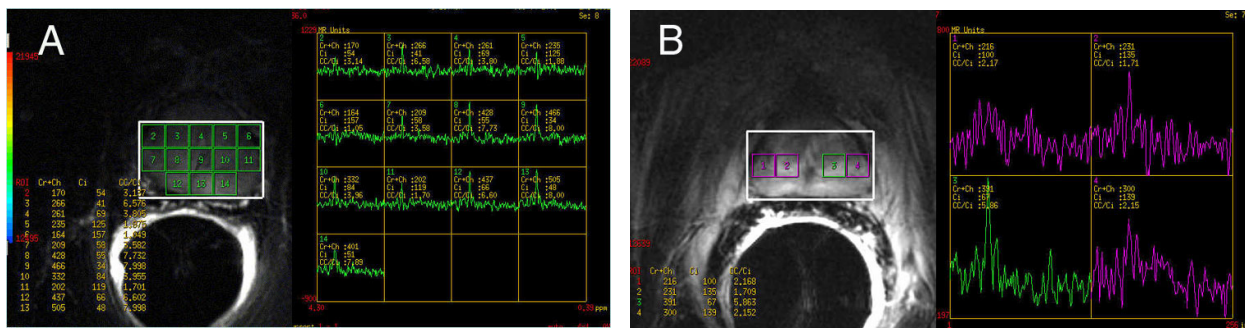 A
Se: 8
36.0
1229
MR Units
21945
2
Cr+Ch :170
Ci :54
CC/Ci :3.14
3
Cr+Ch :266
Ci :41
CC/Ci :6.58
4
Cr+Ch :261
Ci :69
CC/Ci :3.80
5
Cr+Ch :235
Ci :125
CC/Ci :1.88
6
Cr+Ch :164
Ci :157
CC/Ci :1.05
7
Cr+Ch :209
Ci :58
CC/Ci :3.58
8
Cr+Ch :428
Ci :55
CC/Ci :7.73
9
Cr+Ch :466
Ci :34
CC/Ci :8.00
10
Cr+Ch :332
Ci :84
CC/Ci :3.96
11
Cr+Ch :202
Ci :119
CC/Ci :1.70
12
Cr+Ch :437
Ci :66
CC/Ci :6.60
13
Cr+Ch :505
Ci :48
CC/Ci :8.00
14
Cr+Ch :401
Ci :51
CC/Ci :7.89
-900
4.30
0.39
ppm
2 3 4 5 6
7 8 9 10 11
12 13 14
ROI Cr+Ch Ci CC/Ci
2 170 54
3 266 41 6.576
4 261 69 3.805
5 235 125
6 164 157
209 58 3.582
8 428 55 7.732
9 466 34 7.998
10 332 84 3.955
11 202 119 1.701
12 437 66 6.602
13 505 48 7.998
B
Se: 7
800
MR Units
22089
1
Cr+Ch :216
Ci :100
CC/Ci :2.17
2
Cr+Ch :231
Ci :135
CC/Ci :1.71
3
Cr+Ch :391
Ci :67
CC/Ci :5.86
4
Cr+Ch :300
Ci :139
CC/Ci :2.15
1 2 3 4
Cr+Ch Ci CC/Ci
1 216 100 2.168
2 231 135 1.709
3 391 67 5.863
4 300 139 2.152
197
1
256